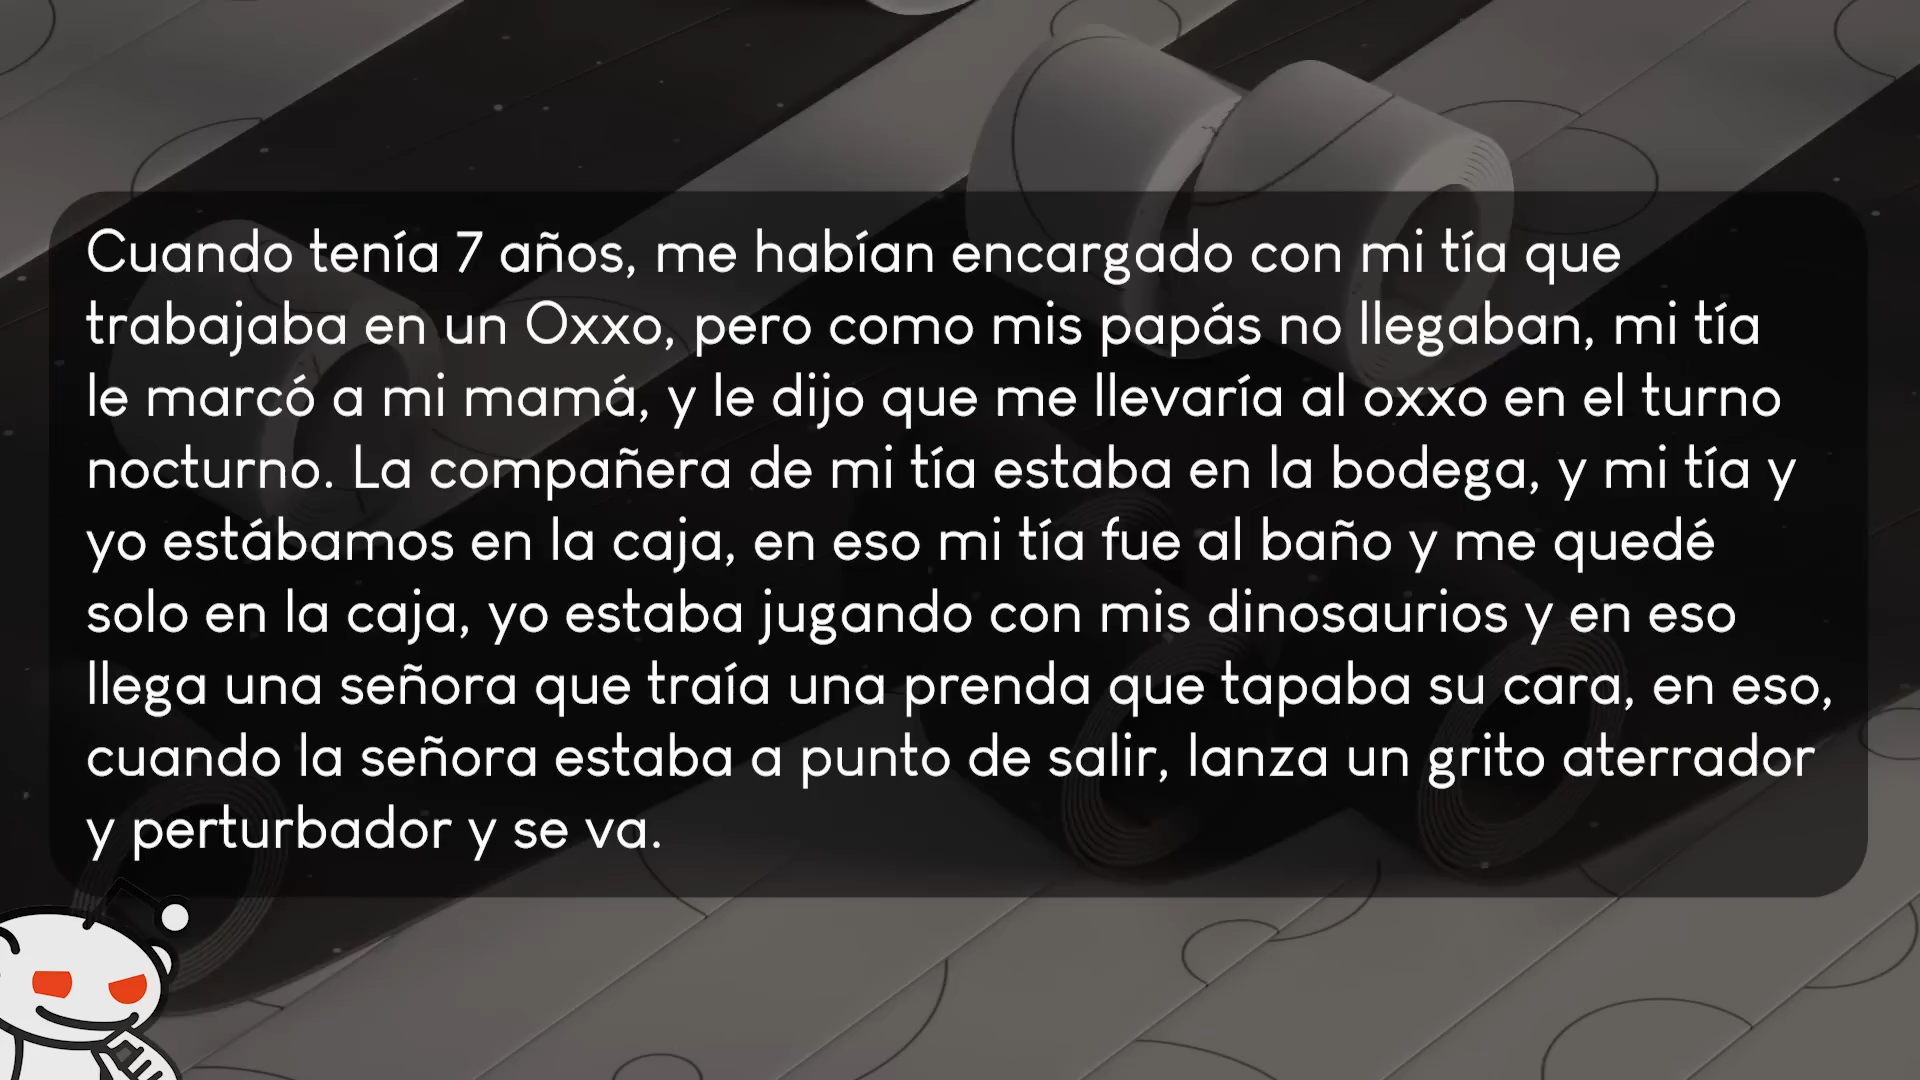 Cuando tenía 7 años, me habían encargado con mi tía que
trabajaba en un Oxxo, pero como mis papás no llegaban, mi tía
le marcó a mi mamá, y le dijo que me llevaría al oxxo en el turno
nocturno. La compañera de mi tía estaba en la bodega, y mi tía y
yo estábamos en la caja, en eso mi tía fue al baño y me quedé
solo en la caja, yo estaba jugando con mis dinosaurios y en eso
llega una señora que traía una prenda que tapaba su cara, en eso,
cuando la señora estaba a punto de salir, lanza un grito aterrador
y perturbador y se va.